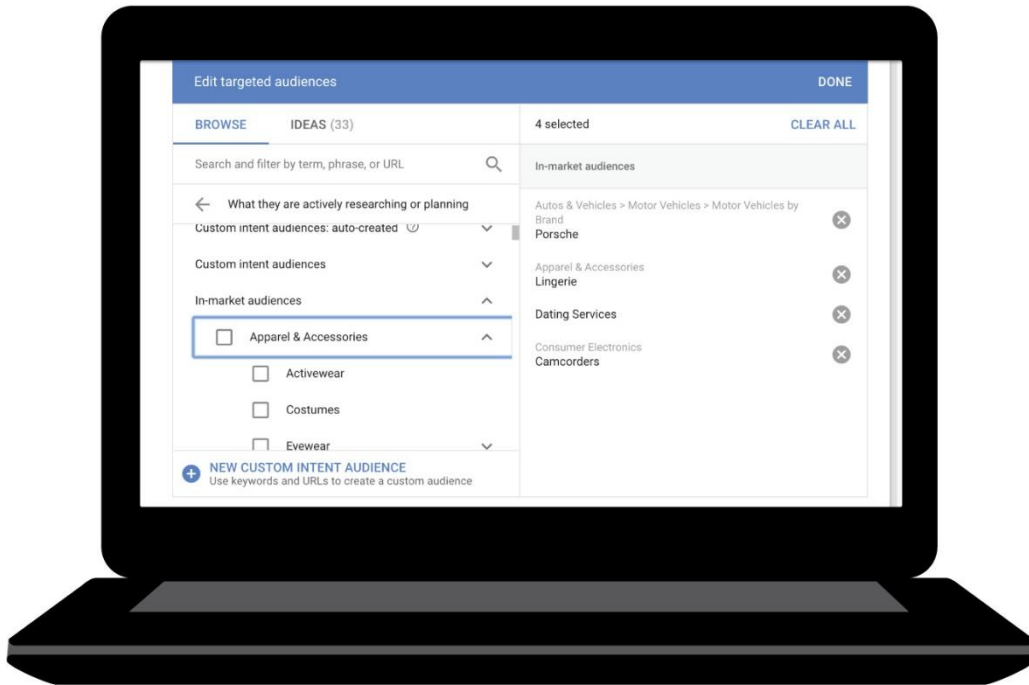 Edit targeted audiences DONE
BROWSE IDEAS (33) 4 selected CLEAR ALL
Search and filter by term, phrase, or URL
In-market audiences
What they are actively researching or planning
Custom intent audiences: auto-created
Custom intent audiences
In-market audiences
Apparel & Accessories
Activewear
Costumes
Eyewear
NEW CUSTOM INTENT AUDIENCE
Use keywords and URLs to create a custom audience
Autos & Vehicles > Motor Vehicles > Motor Vehicles by
Brand
Porsche
Apparel & Accessories
Lingerie
Dating Services
Consumer Electronics
Camcorders